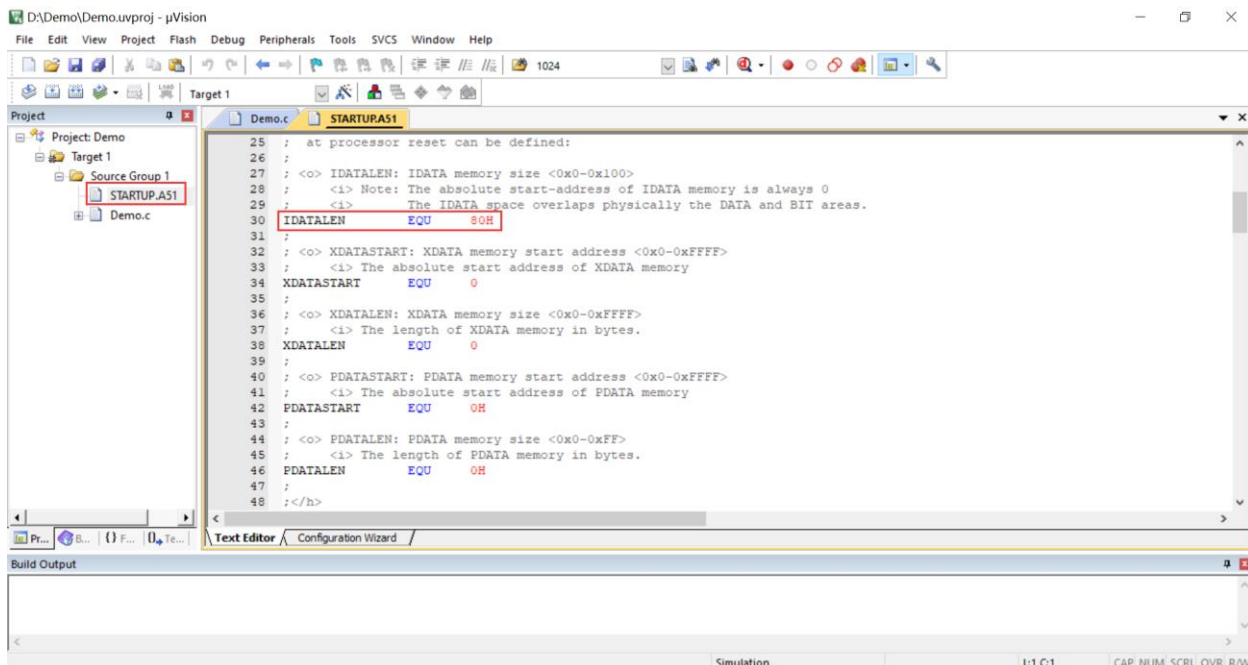 D:\Demo\Demo.uvproj - µVision
File Edit View Project Flash Debug Peripherals Tools SVCS Window Help
1024
LOAD Target 1
Project
Demo.c STARTUP.A51
Project: Demo
Target 1
Source Group 1
STARTUP.A51
Demo.c
25 ; at processor reset can be defined:
26 ;
27 ; <o> IDATALEN: IDATA memory size <0x0-0x100>
28 ; <i> Note: The absolute start-address of IDATA memory is always 0
29 ; <i> The IDATA space overlaps physically the DATA and BIT areas.
30 IDATALEN EQU 80H
31 ;
32 ; <o> XDATASTART: XDATA memory start address <0x0-0xFFFF>
33 ; <i> The absolute start address of XDATA memory
34 XDATASTART EQU 0
35 ;
36 ; <o> XDATALEN: XDATA memory size <0x0-0xFFFF>
37 ; <i> The length of XDATA memory in bytes.
38 XDATALEN EQU 0
39 ;
40 ; <o> PDATASTART: PDATA memory start address <0x0-0xFFFF>
41 ; <i> The absolute start address of PDATA memory
42 PDATASTART EQU 0H
43 ;
44 ; <o> PDATALEN: PDATA memory size <0x0-0xFF>
45 ; <i> The length of PDATA memory in bytes.
46 PDATALEN EQU 0H
47 ;
48 ;</h>
Pr... B... {} F... 0 Te... Text Editor Configuration Wizard
Build Output
Simulation L:1 C:1 CAP NUM SCRL OVR R/W